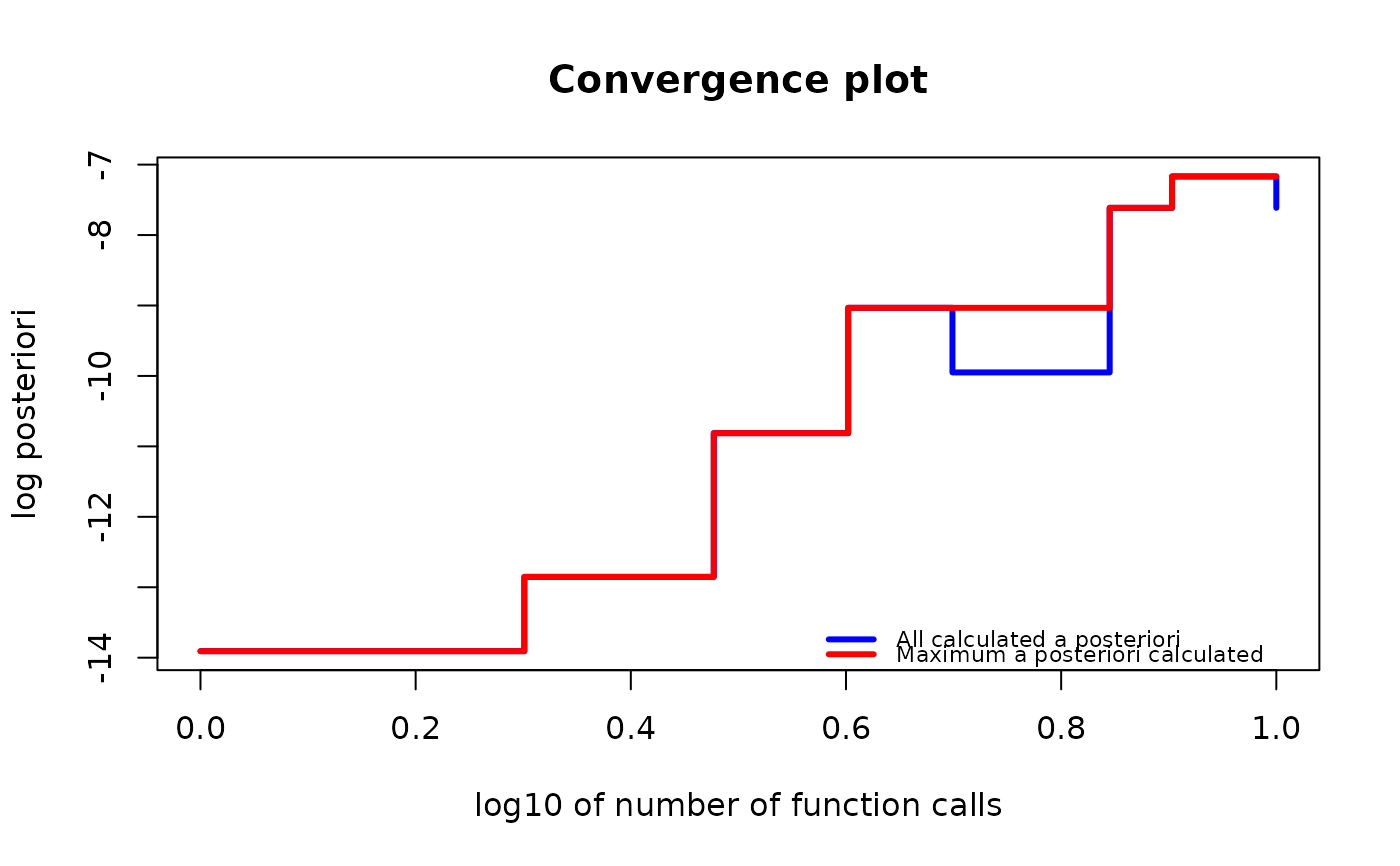 Convergence plot
log posteriori
-7
-8
-10
-12
-14
All calculated a posteriori
Maximum a posteriori calculated
0.0 0.2 0.4 0.6 0.8 1.0
log10 of number of function calls